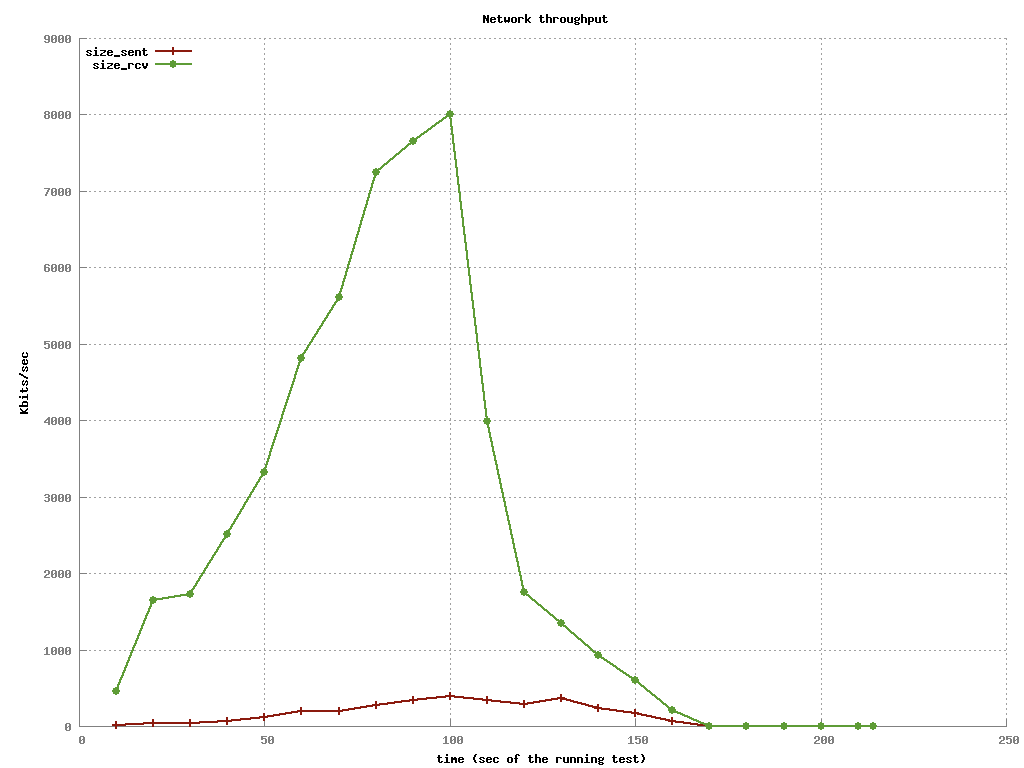 Network throughput
size_sent
size_rcv
9000
8000
7000
6000
5000
4000
3000
2000
1000
0
Kbits/sec
0 50 100 150 200 250
time (sec of the running test)